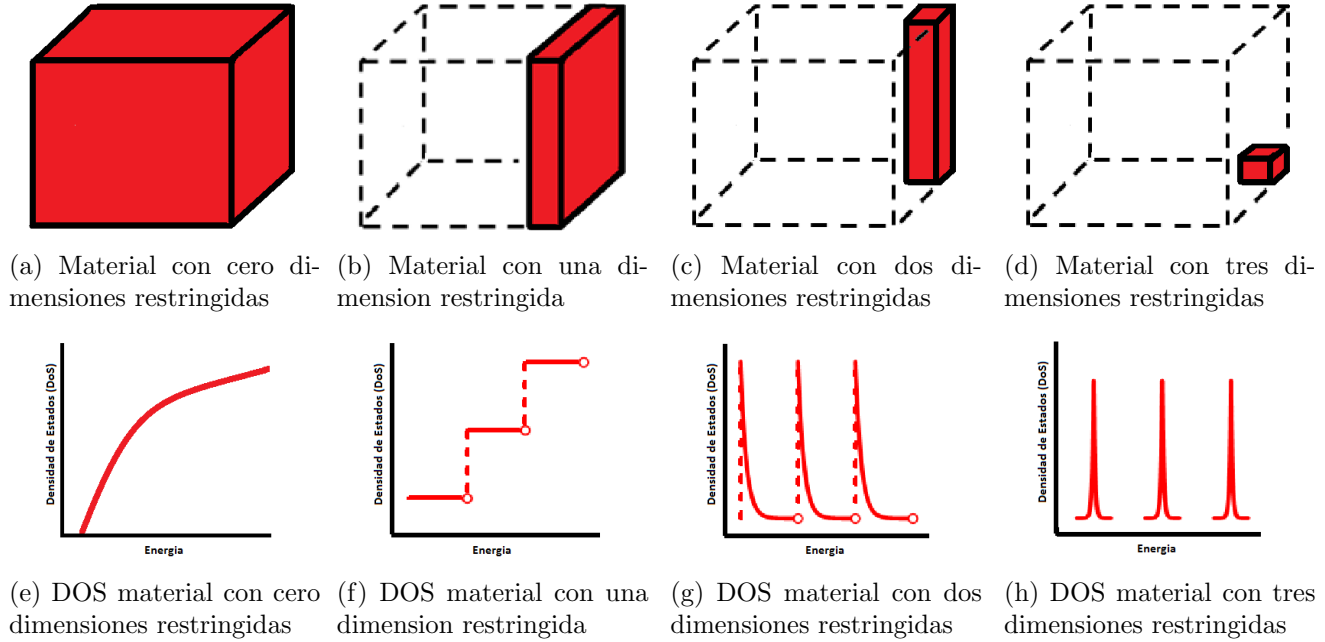 (a) Material con cero di-
mensiones restringidas
(b) Material con una di-
mension restringida
(c) Material con dos di-
mensiones restringidas
(d) Material con tres di-
mensiones restringidas
Densidad de Estados (DoS)
Energia
Densidad de Estados (DoS)
Energia
Densidad de Estados (DoS)
Energia
Densidad de Estados (DoS)
Energia
(e) DOS material con cero
dimensiones restringidas
(f) DOS material con una
dimension restringida
(g) DOS material con dos
dimensiones restringidas
(h) DOS material con tres
dimensiones restringidas